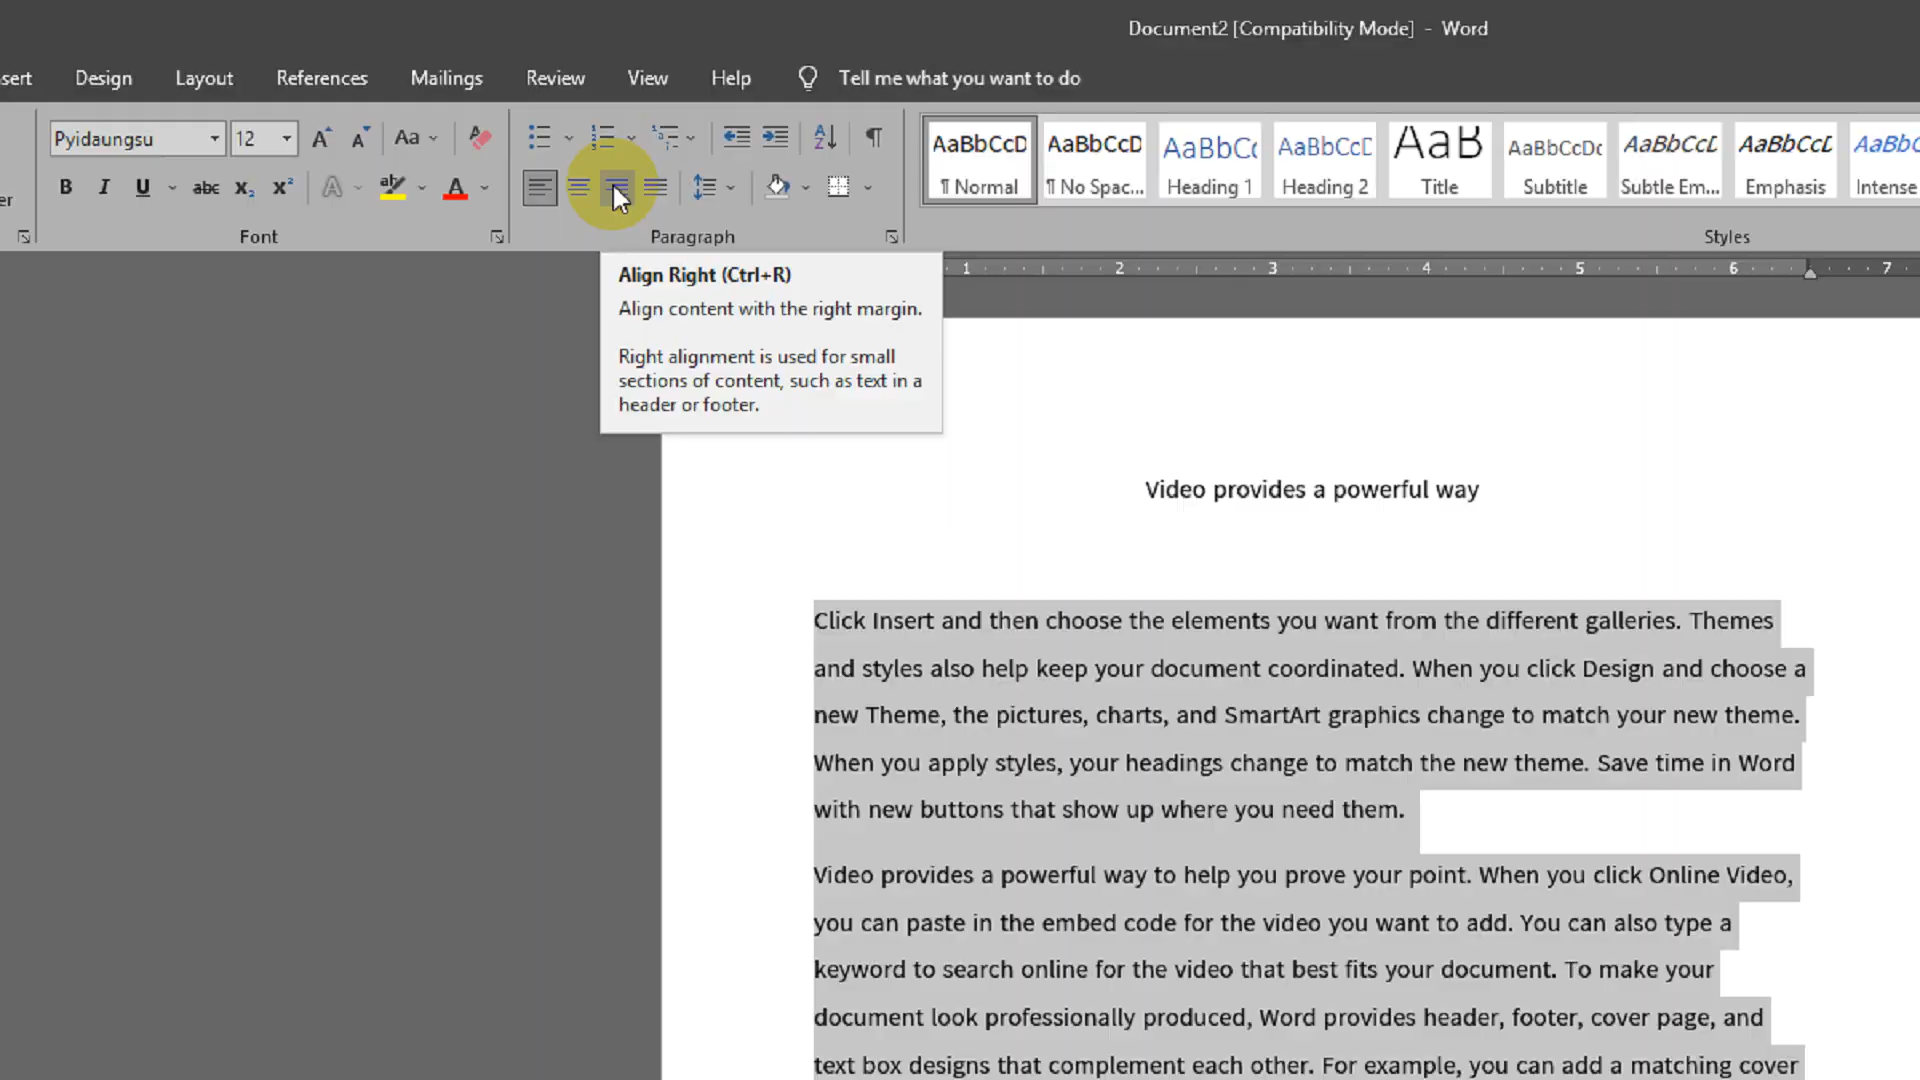 Document2 [Compatibility Mode] - Word
sert Design Layout References Mailings Review View Help Tell me what you want to do
Pyidaungsu 12 A A Aa A
AaBbCcD AaBbCcD AaBbC( AaBbCcD AaB AaBbCcDc AaBbCcL AaBbCcL AaBb(
B I U abc X₂ X² A ab A
¶ Normal ¶ No Spac... Heading 1 Heading 2 Title Subtitle Subtle Em... Emphasis Intense
er
Font Paragraph Styles
1 2 3 4 5 6 7
Align Right (Ctrl+R)
Align content with the right margin.
Right alignment is used for small
sections of content, such as text in a
header or footer.
Video provides a powerful way
Click Insert and then choose the elements you want from the different galleries. Themes
and styles also help keep your document coordinated. When you click Design and choose a
new Theme, the pictures, charts, and SmartArt graphics change to match your new theme.
When you apply styles, your headings change to match the new theme. Save time in Word
with new buttons that show up where you need them.
Video provides a powerful way to help you prove your point. When you click Online Video,
you can paste in the embed code for the video you want to add. You can also type a
keyword to search online for the video that best fits your document. To make your
document look professionally produced, Word provides header, footer, cover page, and
text box designs that complement each other. For example, you can add a matching cover